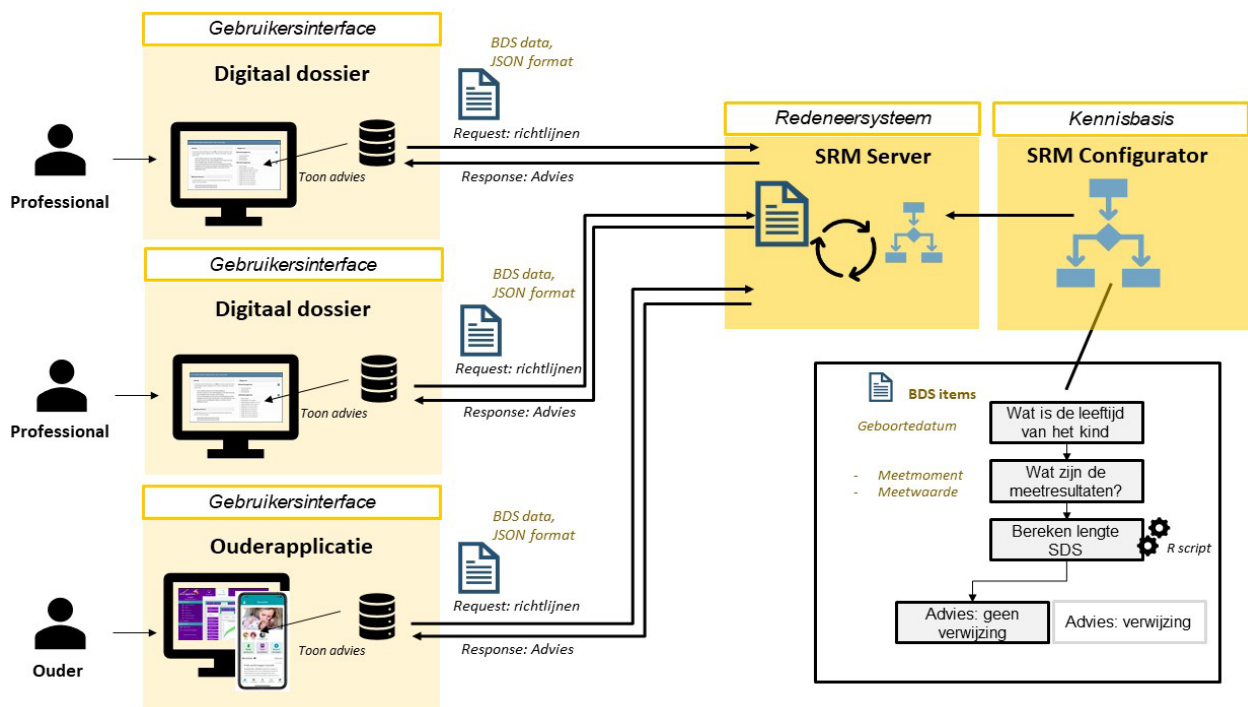 Gebruikersinterface
Digitaal dossier
Professional
Toon advies
BDS data,
JSON format
Request: richtlijnen
Response: Advies
Gebruikersinterface
Digitaal dossier
Professional
Toon advies
BDS data,
JSON format
Request: richtlijnen
Response: Advies
Gebruikersinterface
Ouderapplicatie
Ouder
Toon advies
BDS data,
JSON format
Request: richtlijnen
Response: Advies
Redeneersysteem
SRM Server
Kennisbasis
SRM Configurator
BDS items
Geboortedatum
Wat is de leeftijd
van het kind
- Meetmoment
- Meetwaarde
Wat zijn de
meetresultaten?
Bereken lengte
SDS
R script
Advies: geen
verwijzing
Advies: verwijzing